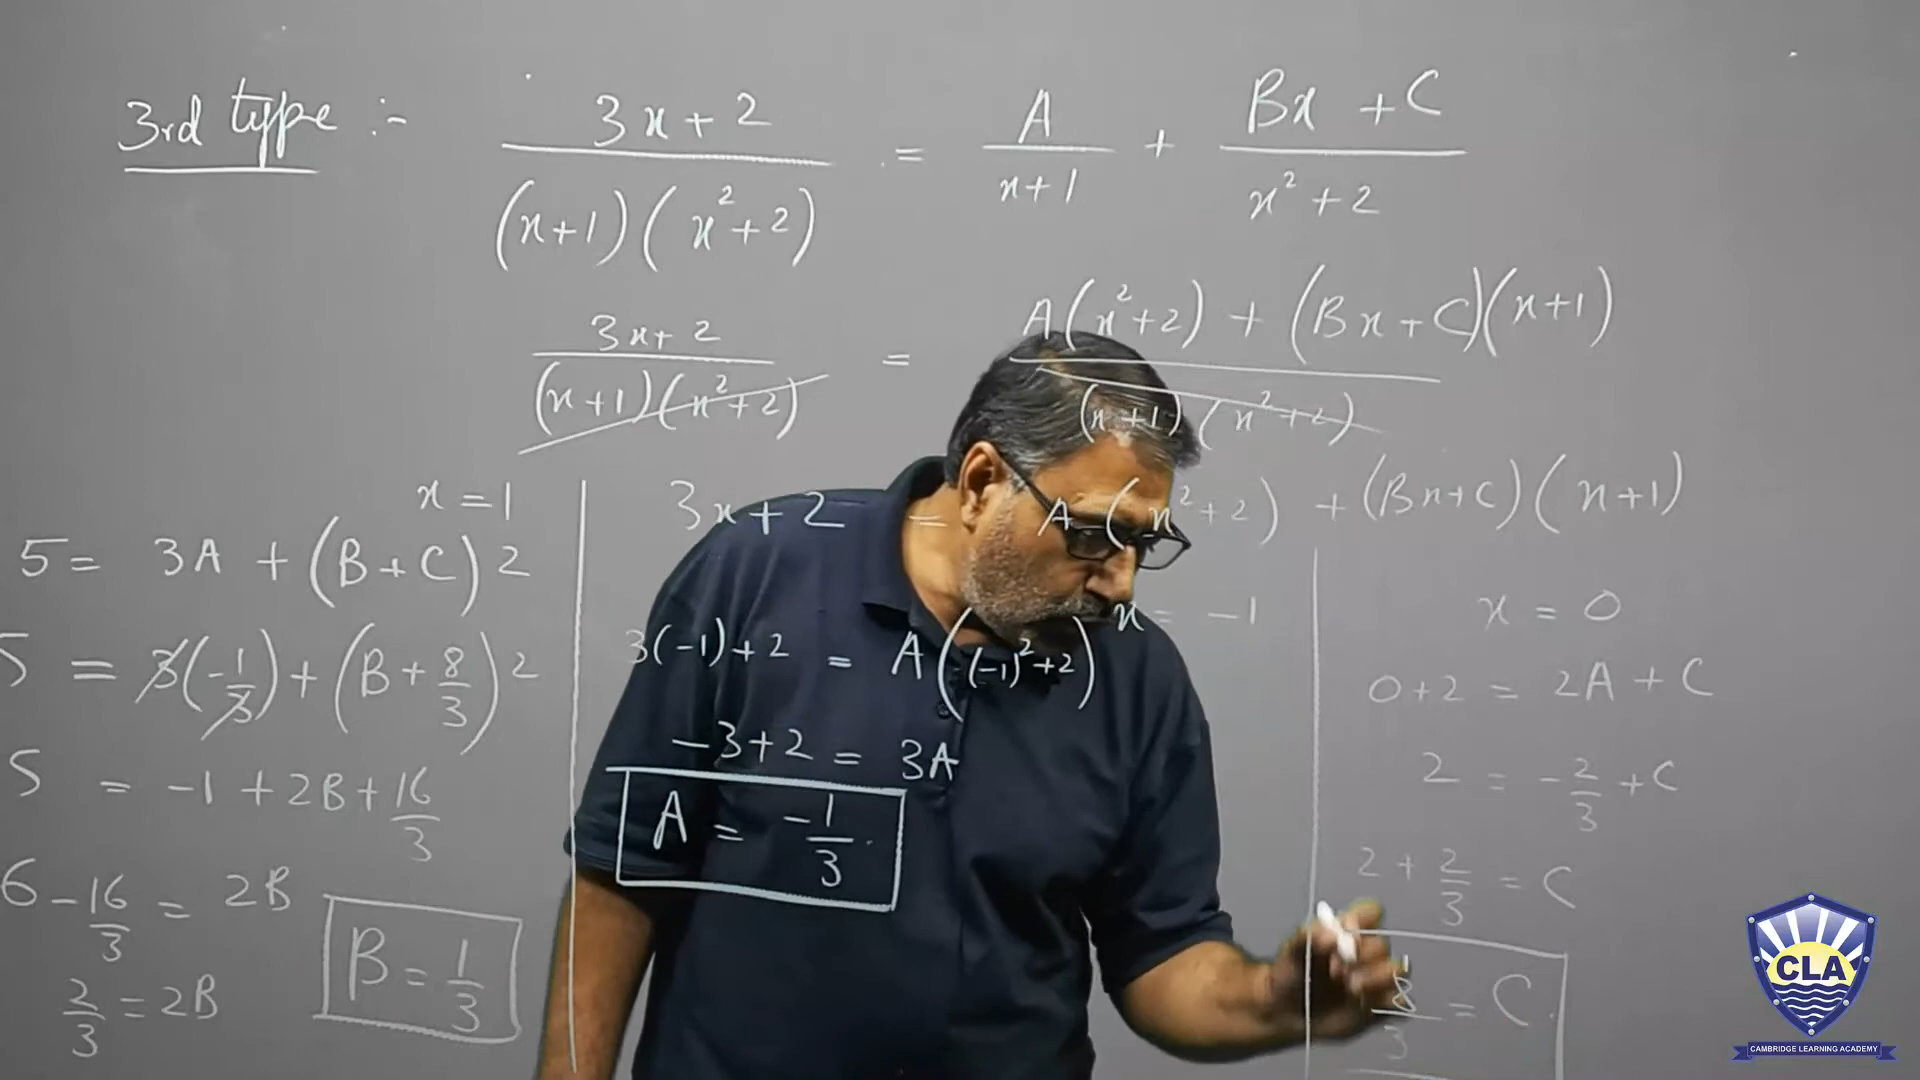 3rd type :- (3x+2)/((x+1)(x²+2)) = A/(x+1) + (Bx+C)/(x²+2)
(3x+2)/((x+1)(x²+2)) = (A(x²+2) + (Bx+C)(x+1))/((x+1)(x²+2))
3x+2 = A(x²+2) + (Bx+C)(x+1)
x = 1
5 = 3A + (B+C)2
5 = 3(-1/3) + (B+8/3)2
5 = -1 + 2B + 16/3
6 - 16/3 = 2B
2/3 = 2B
B = 1/3
x = -1
3(-1)+2 = A((-1)²+2)
-3+2 = 3A
A = -1/3
x = 0
0+2 = 2A + C
2 = -2/3 + C
2 + 2/3 = C
8/3 = C
CLA
CAMBRIDGE LEARNING ACADEMY